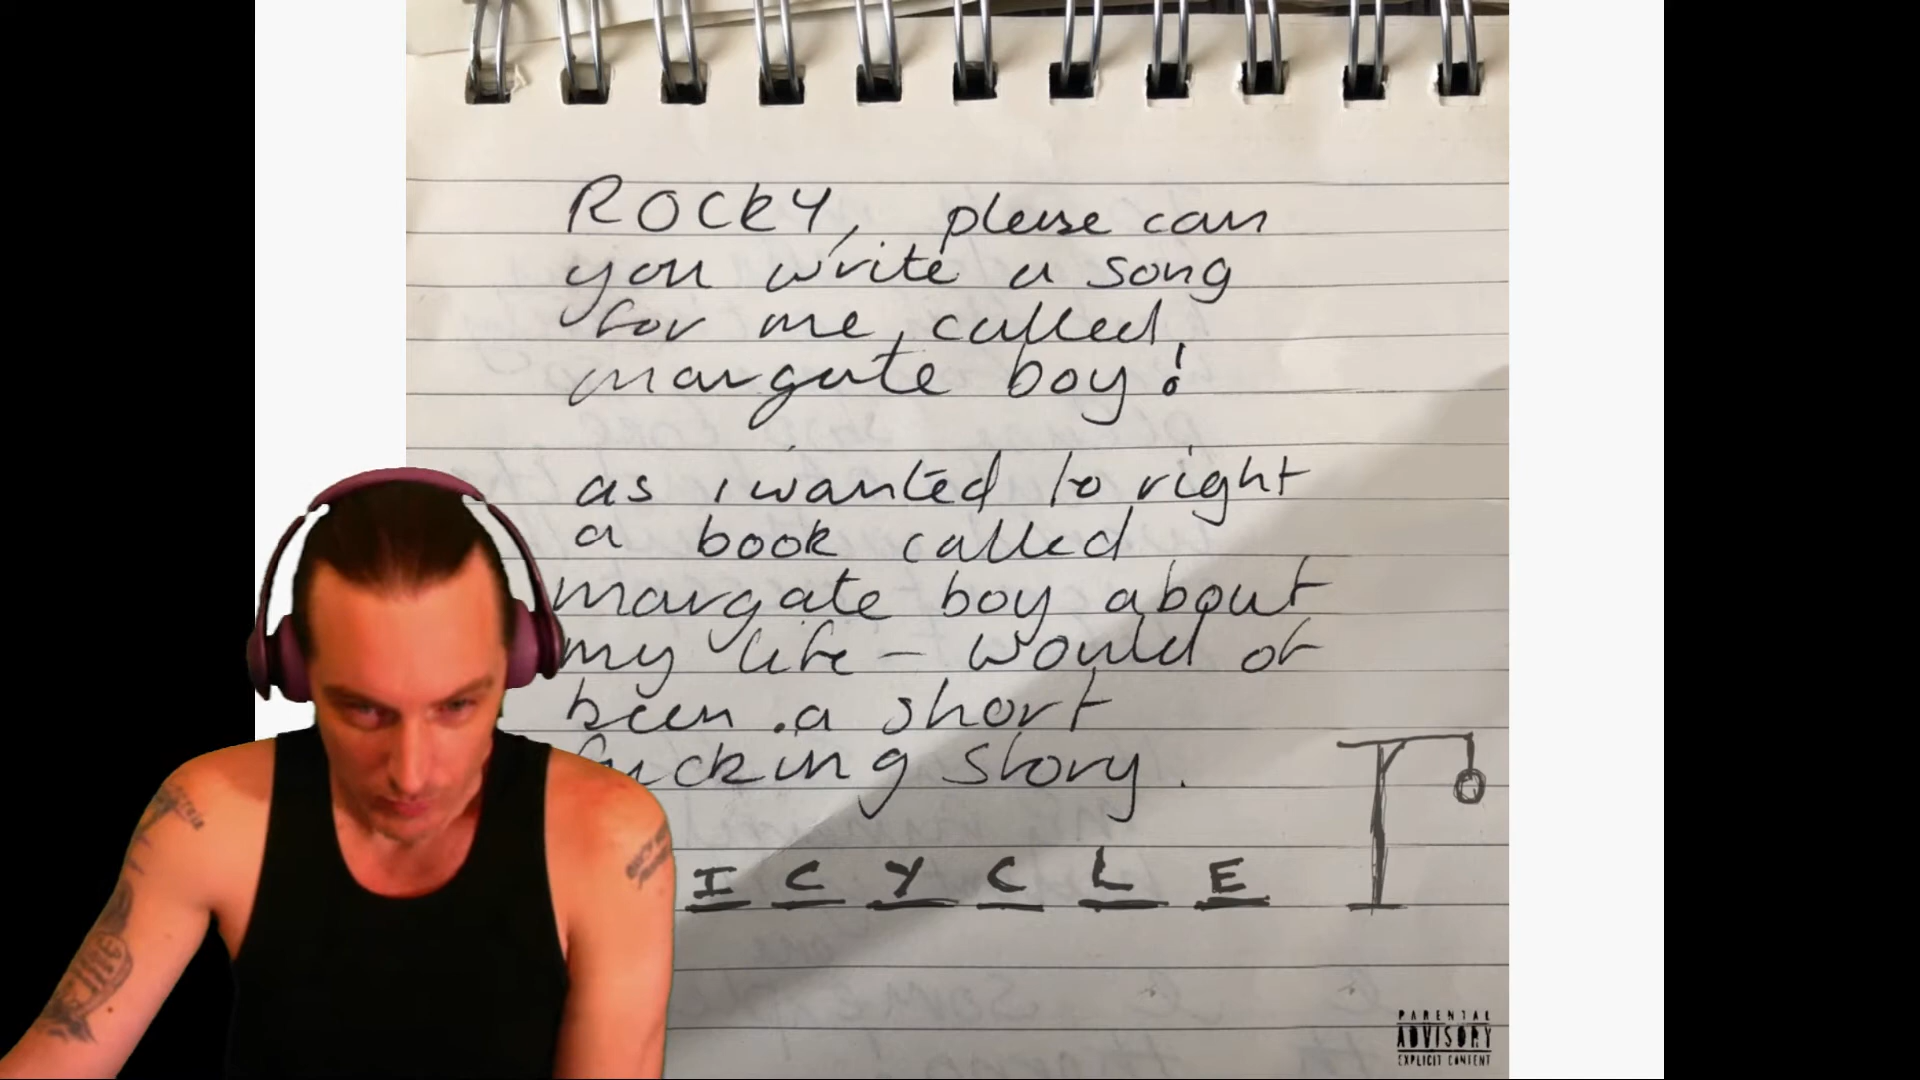 ROCKY, please can
you write a song
for me, called,
margate boy!
as i wanted to right
a book called
margate boy about
my life – would of
been . a short
fucking story .
I C Y C L E
PARENTAL
ADVISORY
EXPLICIT CONTENT